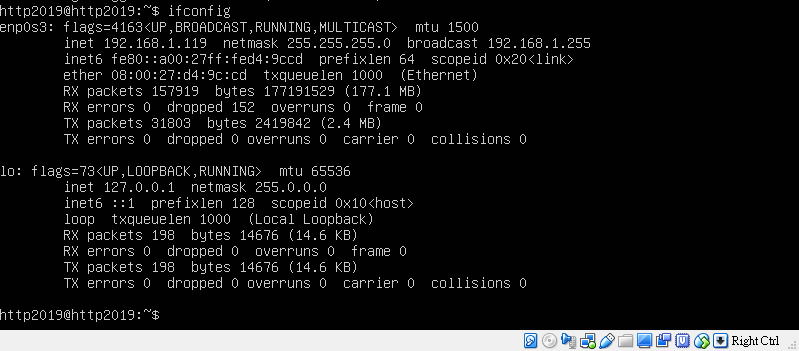 http2019@http2019:~$ ifconfig
enp0s3: flags=4163<UP,BROADCAST,RUNNING,MULTICAST>  mtu 1500
        inet 192.168.1.119  netmask 255.255.255.0  broadcast 192.168.1.255
        inet6 fe80::a00:27ff:fed4:9ccd  prefixlen 64  scopeid 0x20<link>
        ether 08:00:27:d4:9c:cd  txqueuelen 1000  (Ethernet)
        RX packets 157919  bytes 177191529 (177.1 MB)
        RX errors 0  dropped 152  overruns 0  frame 0
        TX packets 31803  bytes 2419842 (2.4 MB)
        TX errors 0  dropped 0 overruns 0  carrier 0  collisions 0
lo: flags=73<UP,LOOPBACK,RUNNING>  mtu 65536
        inet 127.0.0.1  netmask 255.0.0.0
        inet6 ::1  prefixlen 128  scopeid 0x10<host>
        loop  txqueuelen 1000  (Local Loopback)
        RX packets 198  bytes 14676 (14.6 KB)
        RX errors 0  dropped 0  overruns 0  frame 0
        TX packets 198  bytes 14676 (14.6 KB)
        TX errors 0  dropped 0 overruns 0  carrier 0  collisions 0
http2019@http2019:~$
Right Ctrl